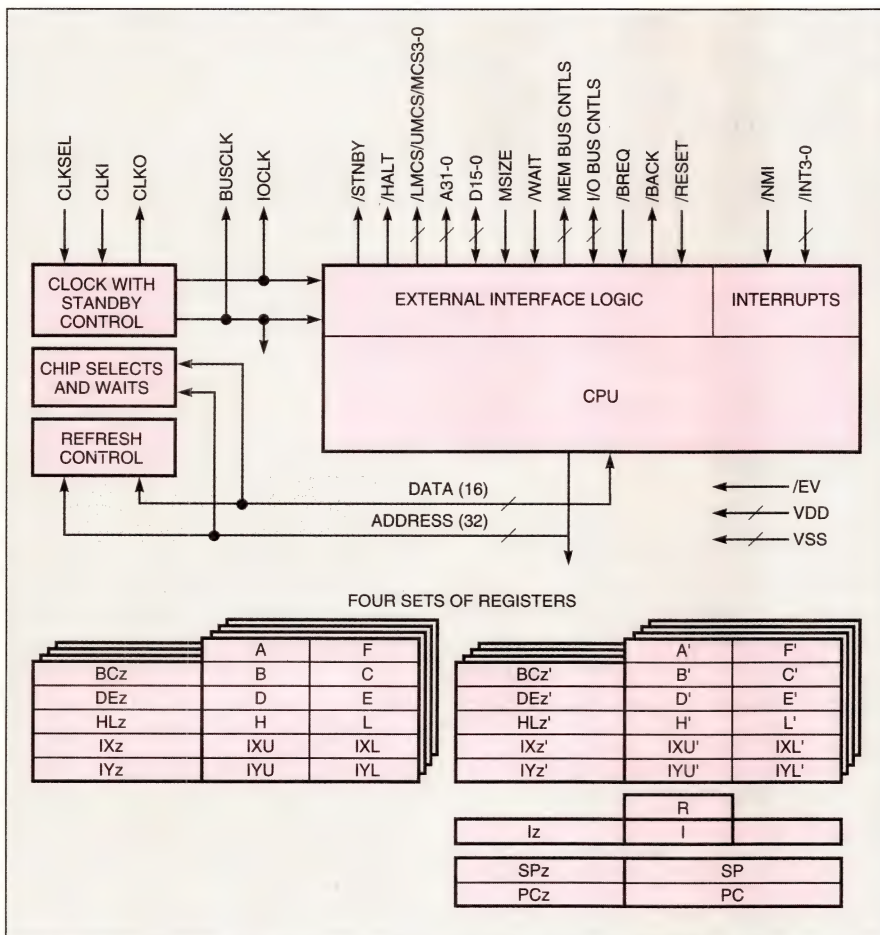 CLKSEL
CLKI
CLKO
BUSCLK
IOCLK
/STNBY
/HALT
/LMCS/UMCS/MCS3-0
A31-0
D15-0
MSIZE
/WAIT
MEM BUS CNTLS
I/O BUS CNTLS
/BREQ
/BACK
/RESET
/NMI
/INT3-0
CLOCK WITH
STANDBY
CONTROL
EXTERNAL INTERFACE LOGIC
INTERRUPTS
CHIP SELECTS
AND WAITS
CPU
REFRESH
CONTROL
DATA (16)
ADDRESS (32)
/EV
VDD
VSS
FOUR SETS OF REGISTERS
A F
BCz B C
DEz D E
HLz H L
IXz IXU IXL
IYz IYU IYL
A' F'
BCz' B' C'
DEz' D' E'
HLz' H' L'
IXz' IXU' IXL'
IYz' IYU' IYL'
R
Iz I
SPz SP
PCz PC